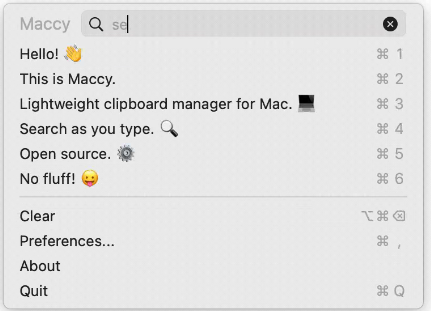 Maccy se
Hello! 👋 ⌘ 1
This is Maccy. ⌘ 2
Lightweight clipboard manager for Mac. 💻 ⌘ 3
Search as you type. 🔍 ⌘ 4
Open source. ⚙️ ⌘ 5
No fluff! 😛 ⌘ 6
Clear ⌥⌘⌫
Preferences... ⌘ ,
About
Quit ⌘ Q